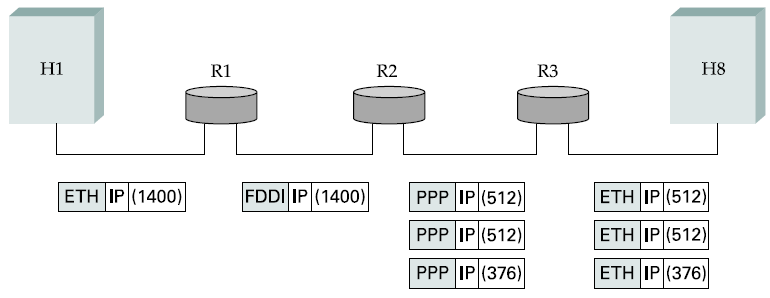 H1 R1 R2 R3 H8
ETH IP (1400) FDDI IP (1400) PPP IP (512) ETH IP (512)
PPP IP (512) ETH IP (512)
PPP IP (376) ETH IP (376)